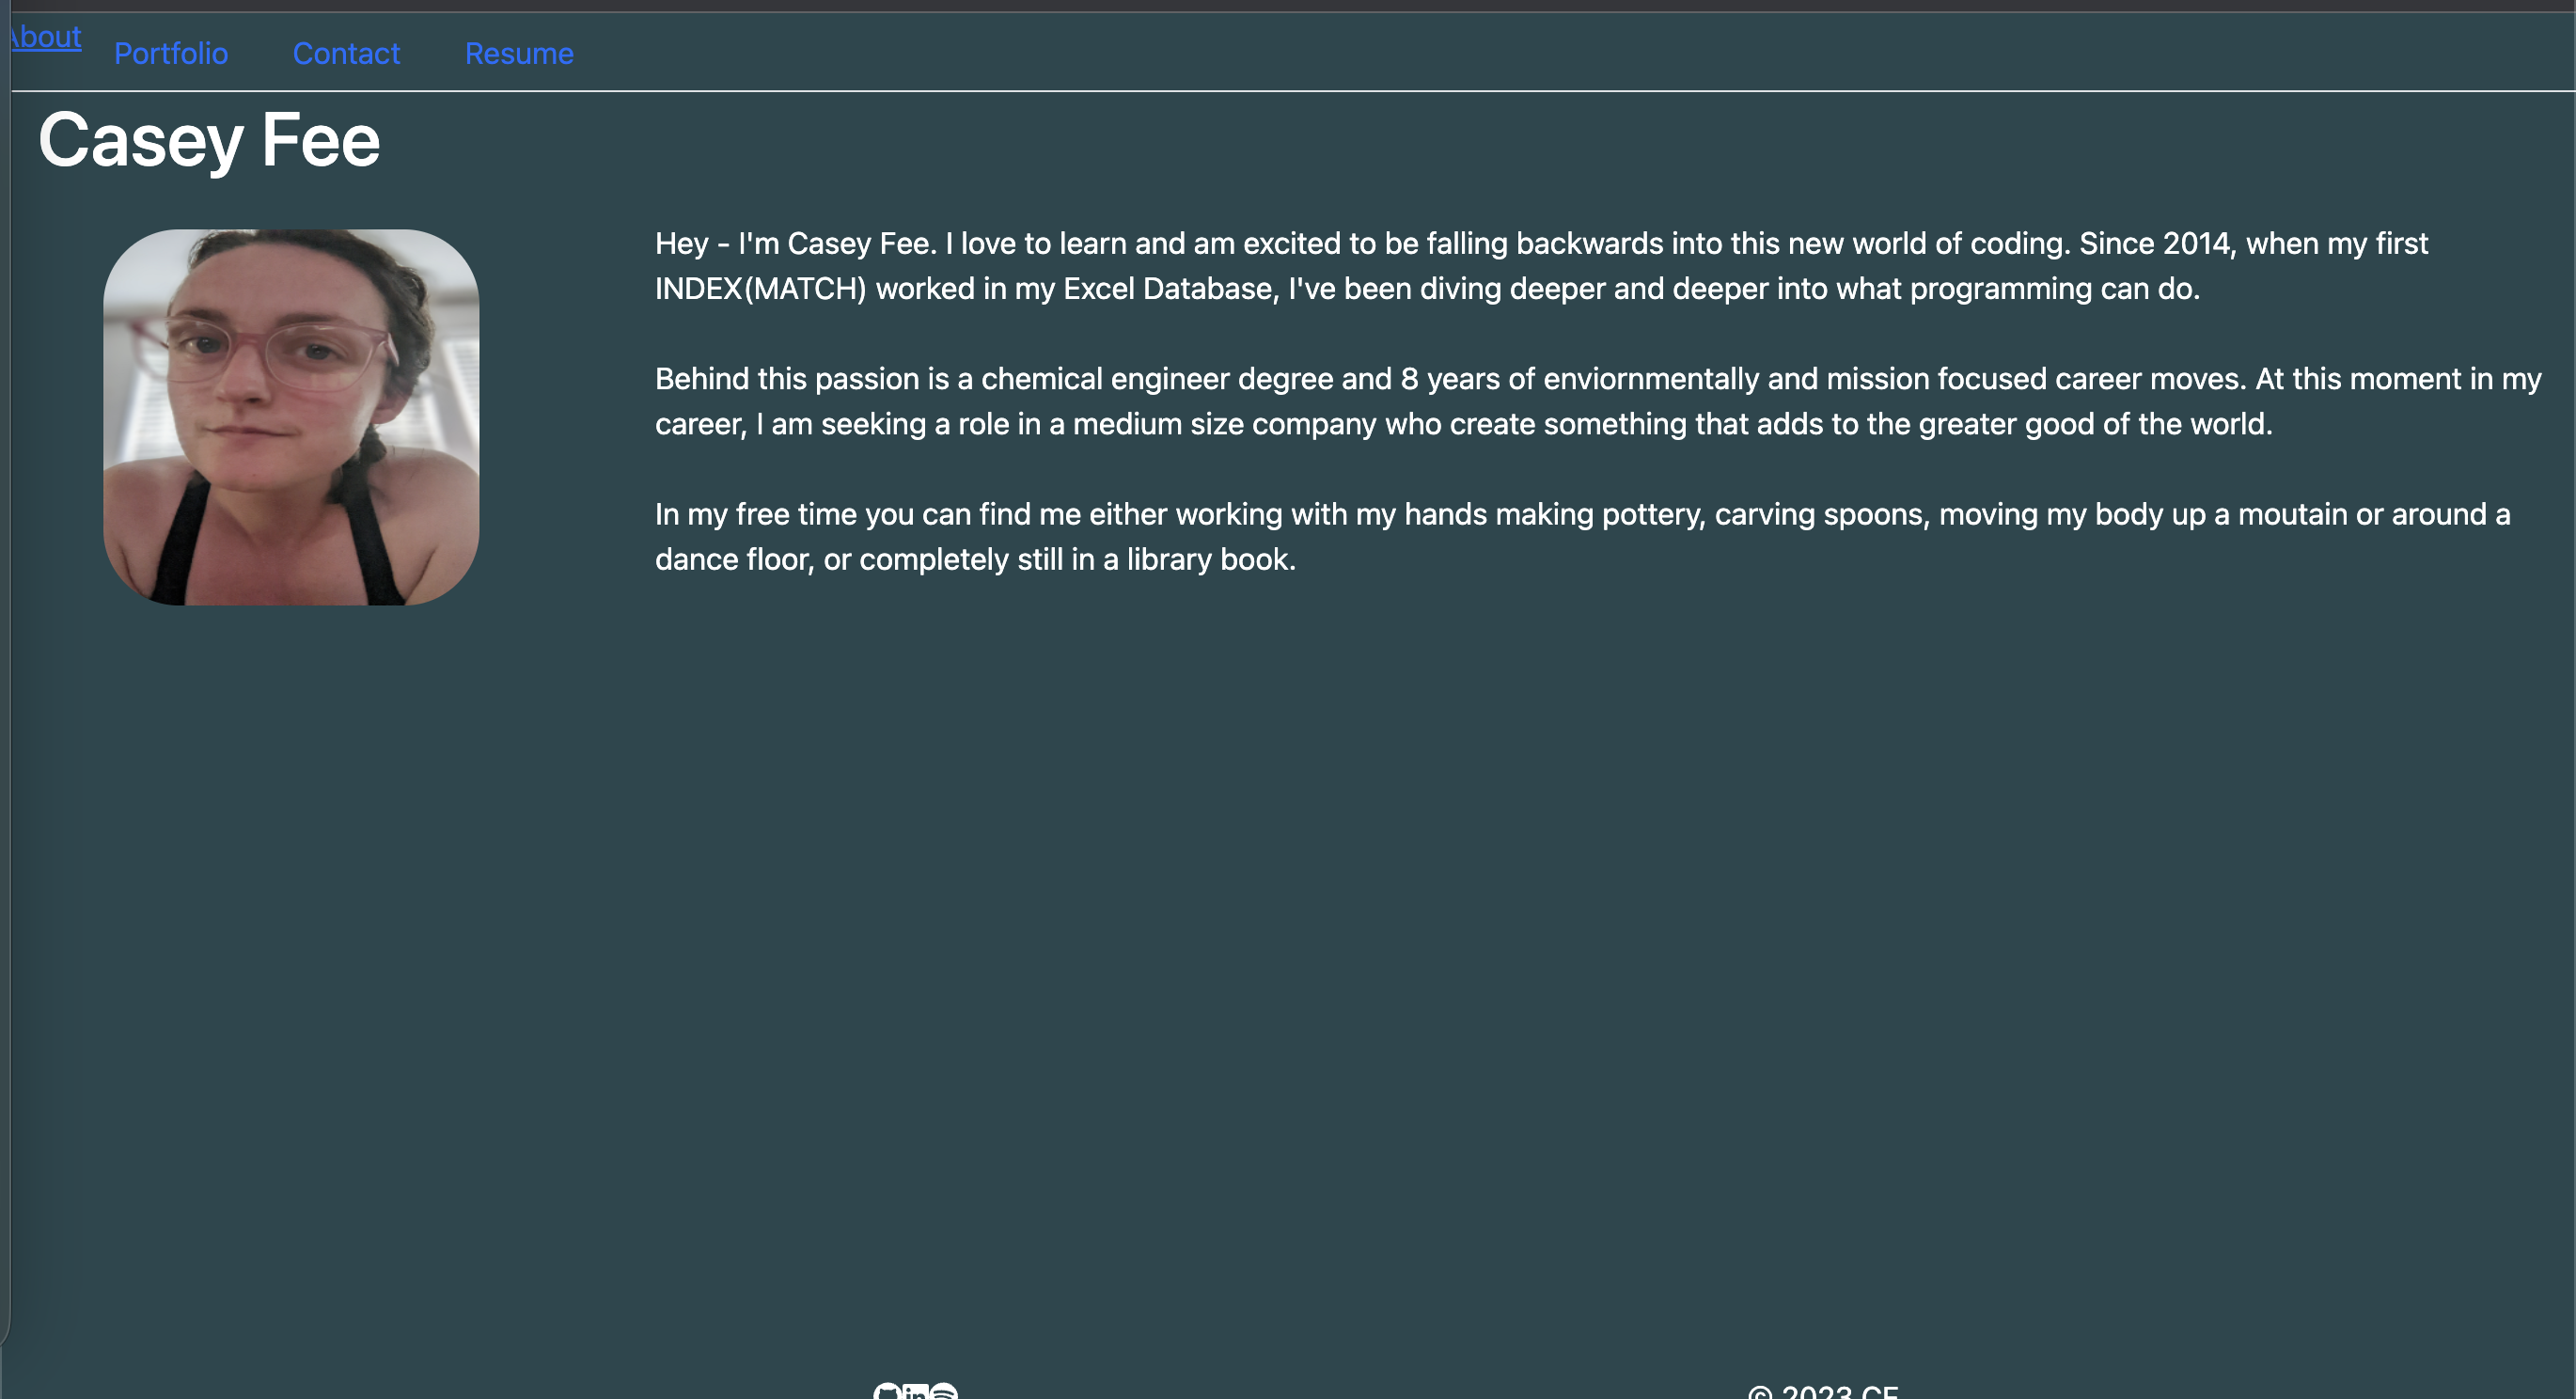 About
Portfolio Contact Resume
Casey Fee
Hey - I'm Casey Fee. I love to learn and am excited to be falling backwards into this new world of coding. Since 2014, when my first
INDEX(MATCH) worked in my Excel Database, I've been diving deeper and deeper into what programming can do.
Behind this passion is a chemical engineer degree and 8 years of enviornmentally and mission focused career moves. At this moment in my
career, I am seeking a role in a medium size company who create something that adds to the greater good of the world.
In my free time you can find me either working with my hands making pottery, carving spoons, moving my body up a moutain or around a
dance floor, or completely still in a library book.
in © 2023 CF